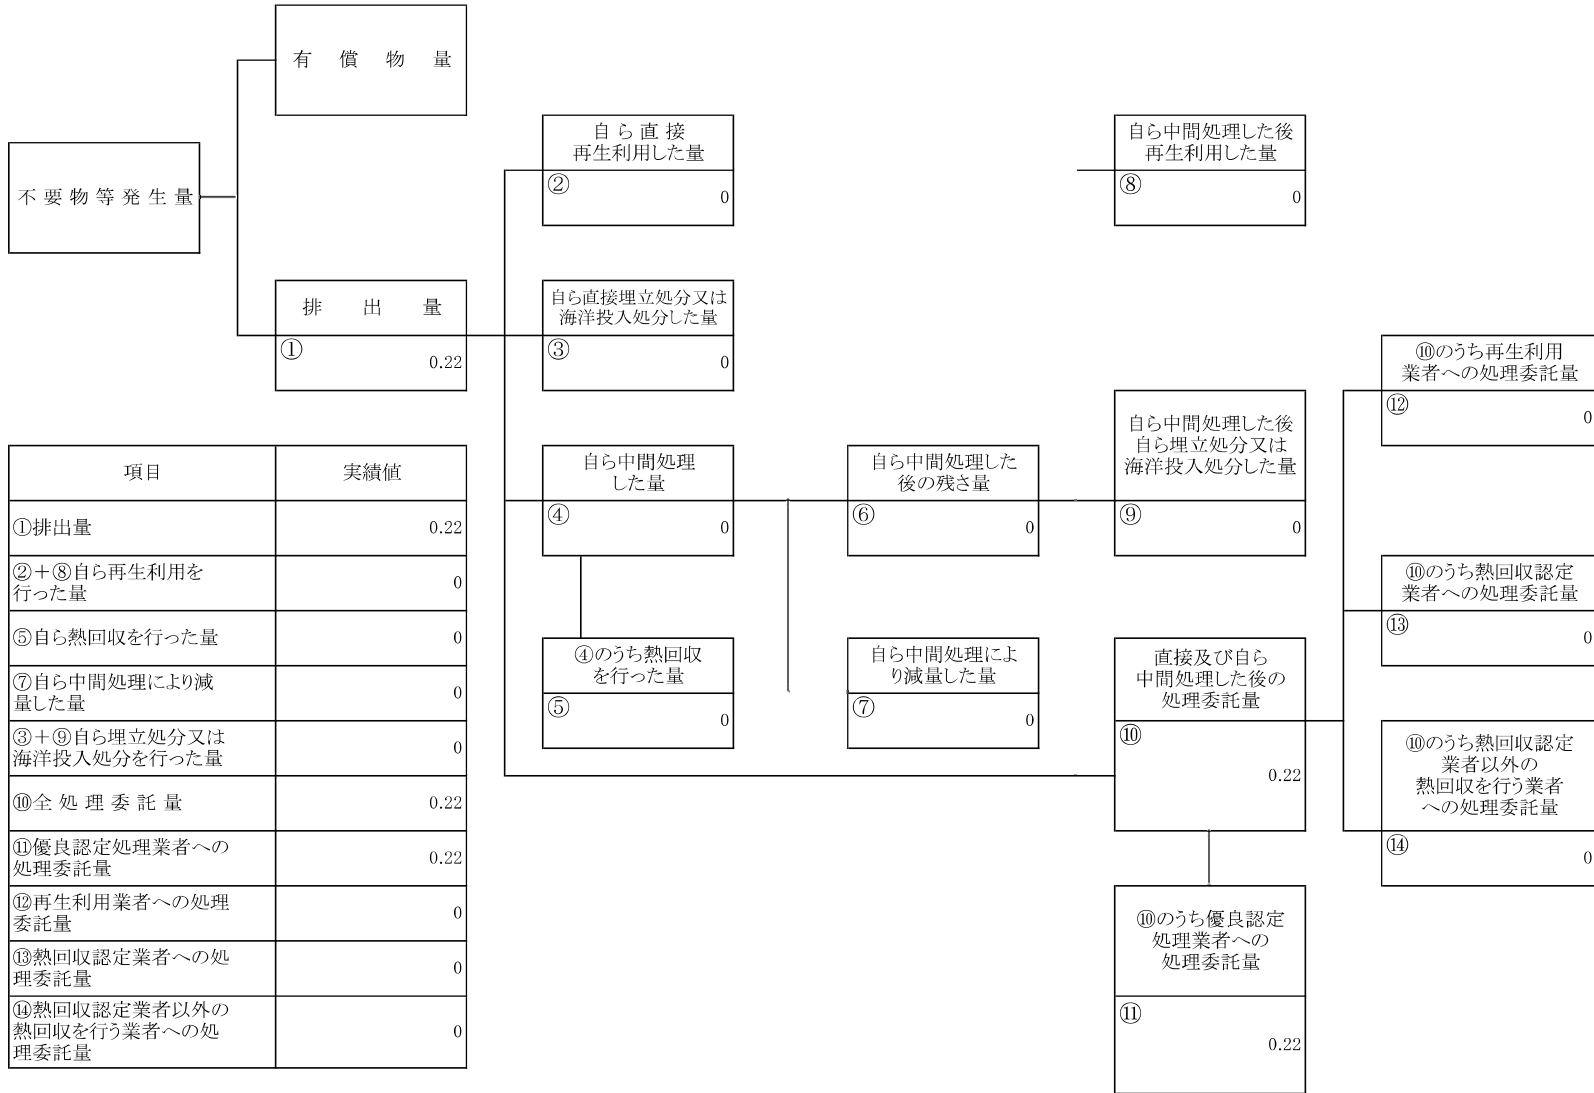 有償物量
不要物等発生量
排出量
①
0.22
自ら直接
再生利用した量
②
0
自ら直接埋立処分又は
海洋投入処分した量
③
0
自ら中間処理
した量
④
0
④のうち熱回収
を行った量
⑤
0
自ら中間処理した
後の残さ量
⑥
0
自ら中間処理によ
り減量した量
⑦
0
自ら中間処理した後
再生利用した量
⑧
0
自ら中間処理した後
自ら埋立処分又は
海洋投入処分した量
⑨
0
直接及び自ら
中間処理した後の
処理委託量
⑩
0.22
⑩のうち優良認定
処理業者への
処理委託量
⑪
0.22
⑩のうち再生利用
業者への処理委託量
⑫
0
⑩のうち熱回収認定
業者への処理委託量
⑬
0
⑩のうち熱回収認定
業者以外の
熱回収を行う業者
への処理委託量
⑭
0
項目 実績値
①排出量 0.22
②＋⑧自ら再生利用を
行った量 0
⑤自ら熱回収を行った量 0
⑦自ら中間処理により減
量した量 0
③＋⑨自ら埋立処分又は
海洋投入処分を行った量 0
⑩全処理委託量 0.22
⑪優良認定処理業者への
処理委託量 0.22
⑫再生利用業者への処理
委託量 0
⑬熱回収認定業者への処
理委託量 0
⑭熱回収認定業者以外の
熱回収を行う業者への処
理委託量 0